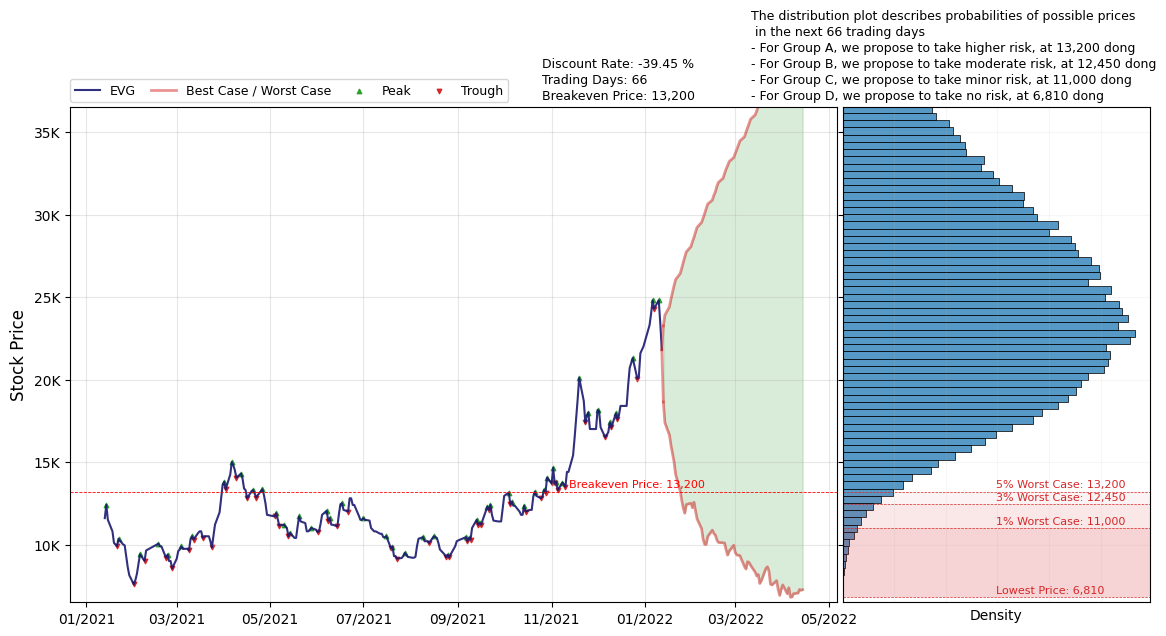 The distribution plot describes probabilities of possible prices
in the next 66 trading days
- For Group A, we propose to take higher risk, at 13,200 dong
- For Group B, we propose to take moderate risk, at 12,450 dong
- For Group C, we propose to take minor risk, at 11,000 dong
- For Group D, we propose to take no risk, at 6,810 dong
Discount Rate: -39.45 %
Trading Days: 66
Breakeven Price: 13,200
EVG
Best Case / Worst Case
Peak
Trough
Stock Price
35K
30K
25K
20K
15K
10K
Breakeven Price: 13,200
5% Worst Case: 13,200
3% Worst Case: 12,450
1% Worst Case: 11,000
Lowest Price: 6,810
01/2021
03/2021
05/2021
07/2021
09/2021
11/2021
01/2022
03/2022
05/2022
Density